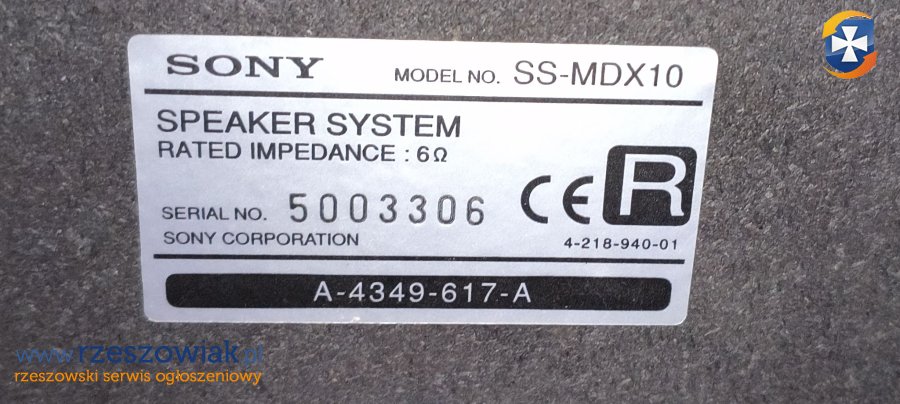 SONY MODEL NO. SS-MDX10
SPEAKER SYSTEM
RATED IMPEDANCE : 6Ω
SERIAL NO. 5003306
CE R
SONY CORPORATION 4-218-940-01
A-4349-617-A
www.rzeszowiak.pl
rzeszowski serwis ogłoszeniowy